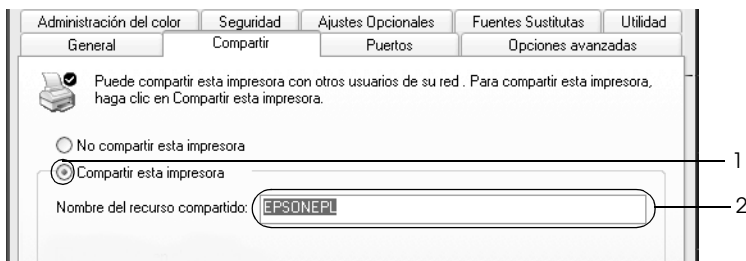 Administración del color Seguridad Ajustes Opcionales Fuentes Sustitutas Utilidad
General Compartir Puertos Opciones avanzadas
Puede compartir esta impresora con otros usuarios de su red . Para compartir esta impresora,
haga clic en Compartir esta impresora.
No compartir esta impresora
1
Compartir esta impresora
Nombre del recurso compartido: EPSONEPL
2